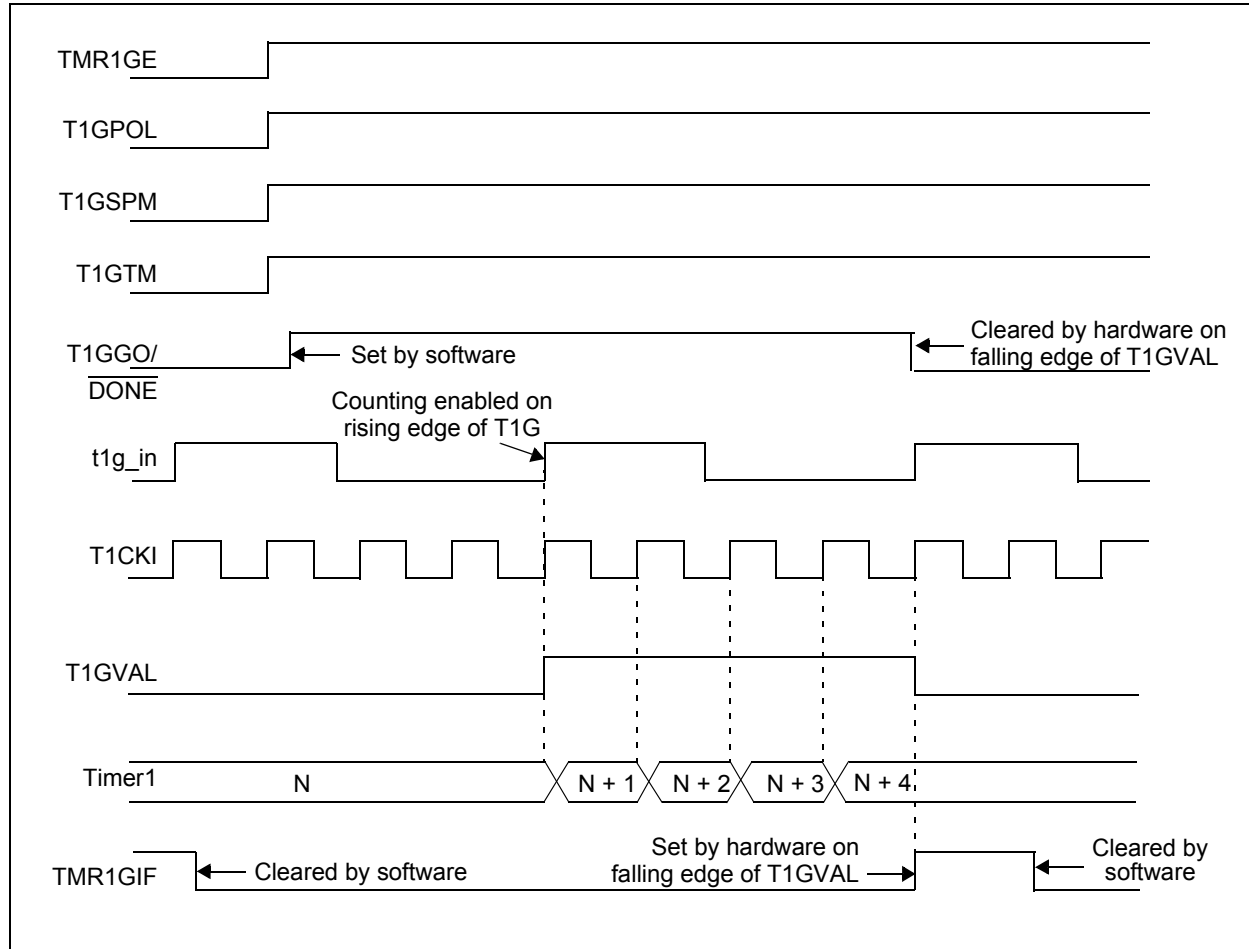 TMR1GE
T1GPOL
T1GSPM
T1GTM
T1GGO/
DONE
Set by software
Cleared by hardware on
falling edge of T1GVAL
Counting enabled on
rising edge of T1G
t1g_in
T1CKI
T1GVAL
Timer1
N
N + 1
N + 2
N + 3
N + 4
TMR1GIF
Cleared by software
Set by hardware on
falling edge of T1GVAL
Cleared by
software